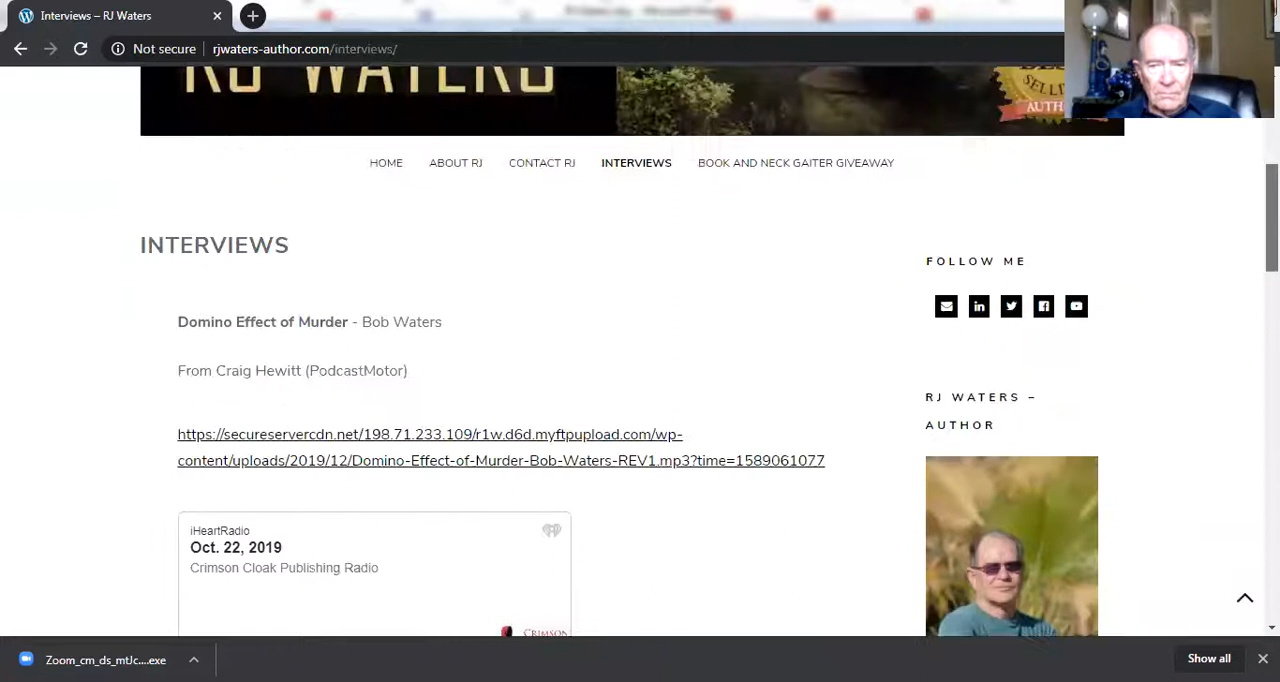 Interviews – RJ Waters
Not secure
rjwaters-author.com/interviews/
RJ WATERS
HOME
ABOUT RJ
CONTACT RJ
INTERVIEWS
BOOK AND NECK GAITER GIVEAWAY
INTERVIEWS
Domino Effect of Murder - Bob Waters
From Craig Hewitt (PodcastMotor)
https://secureservercdn.net/198.71.233.109/r1w.d6d.myftpupload.com/wp-
content/uploads/2019/12/Domino-Effect-of-Murder-Bob-Waters-REV1.mp3?time=1589061077
iHeartRadio
Oct. 22, 2019
Crimson Cloak Publishing Radio
CRIMSON
FOLLOW ME
RJ WATERS –
AUTHOR
Zoom_cm_ds_mtJc....exe
Show all